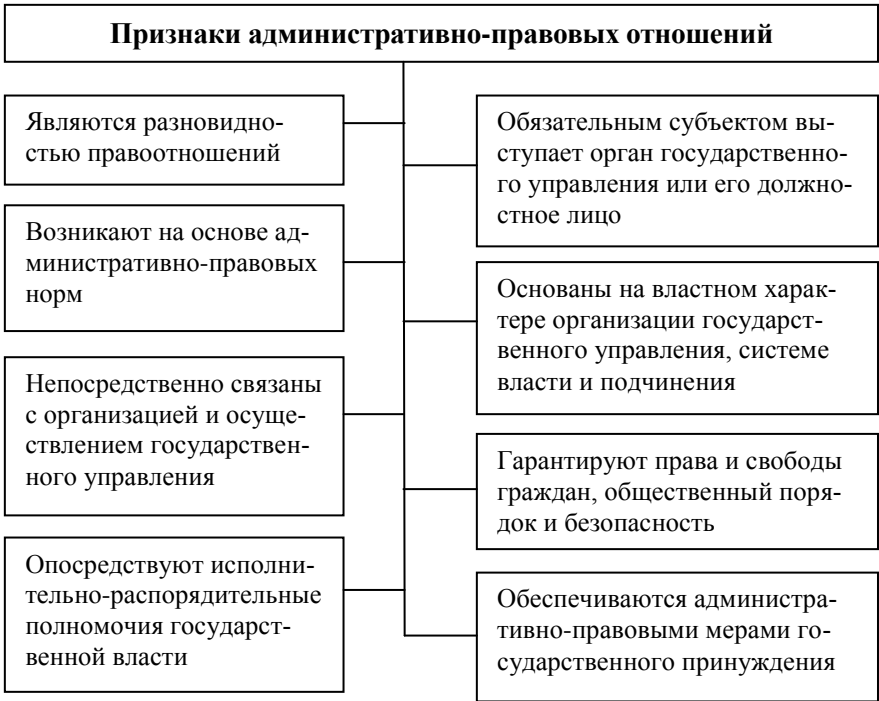 Признаки административно-правовых отношений
Являются разновидно-
стью правоотношений
Возникают на основе ад-
министративно-правовых
норм
Непосредственно связаны
с организацией и осуще-
ствлением государствен-
ного управления
Опосредствуют исполни-
тельно-распорядительные
полномочия государст-
венной власти
Обязательным субъектом вы-
ступает орган государственно-
го управления или его должно-
стное лицо
Основаны на властном харак-
тере организации государст-
венного управления, системе
власти и подчинения
Гарантируют права и свободы
граждан, общественный поря-
док и безопасность
Обеспечиваются администра-
тивно-правовыми мерами го-
сударственного принуждения